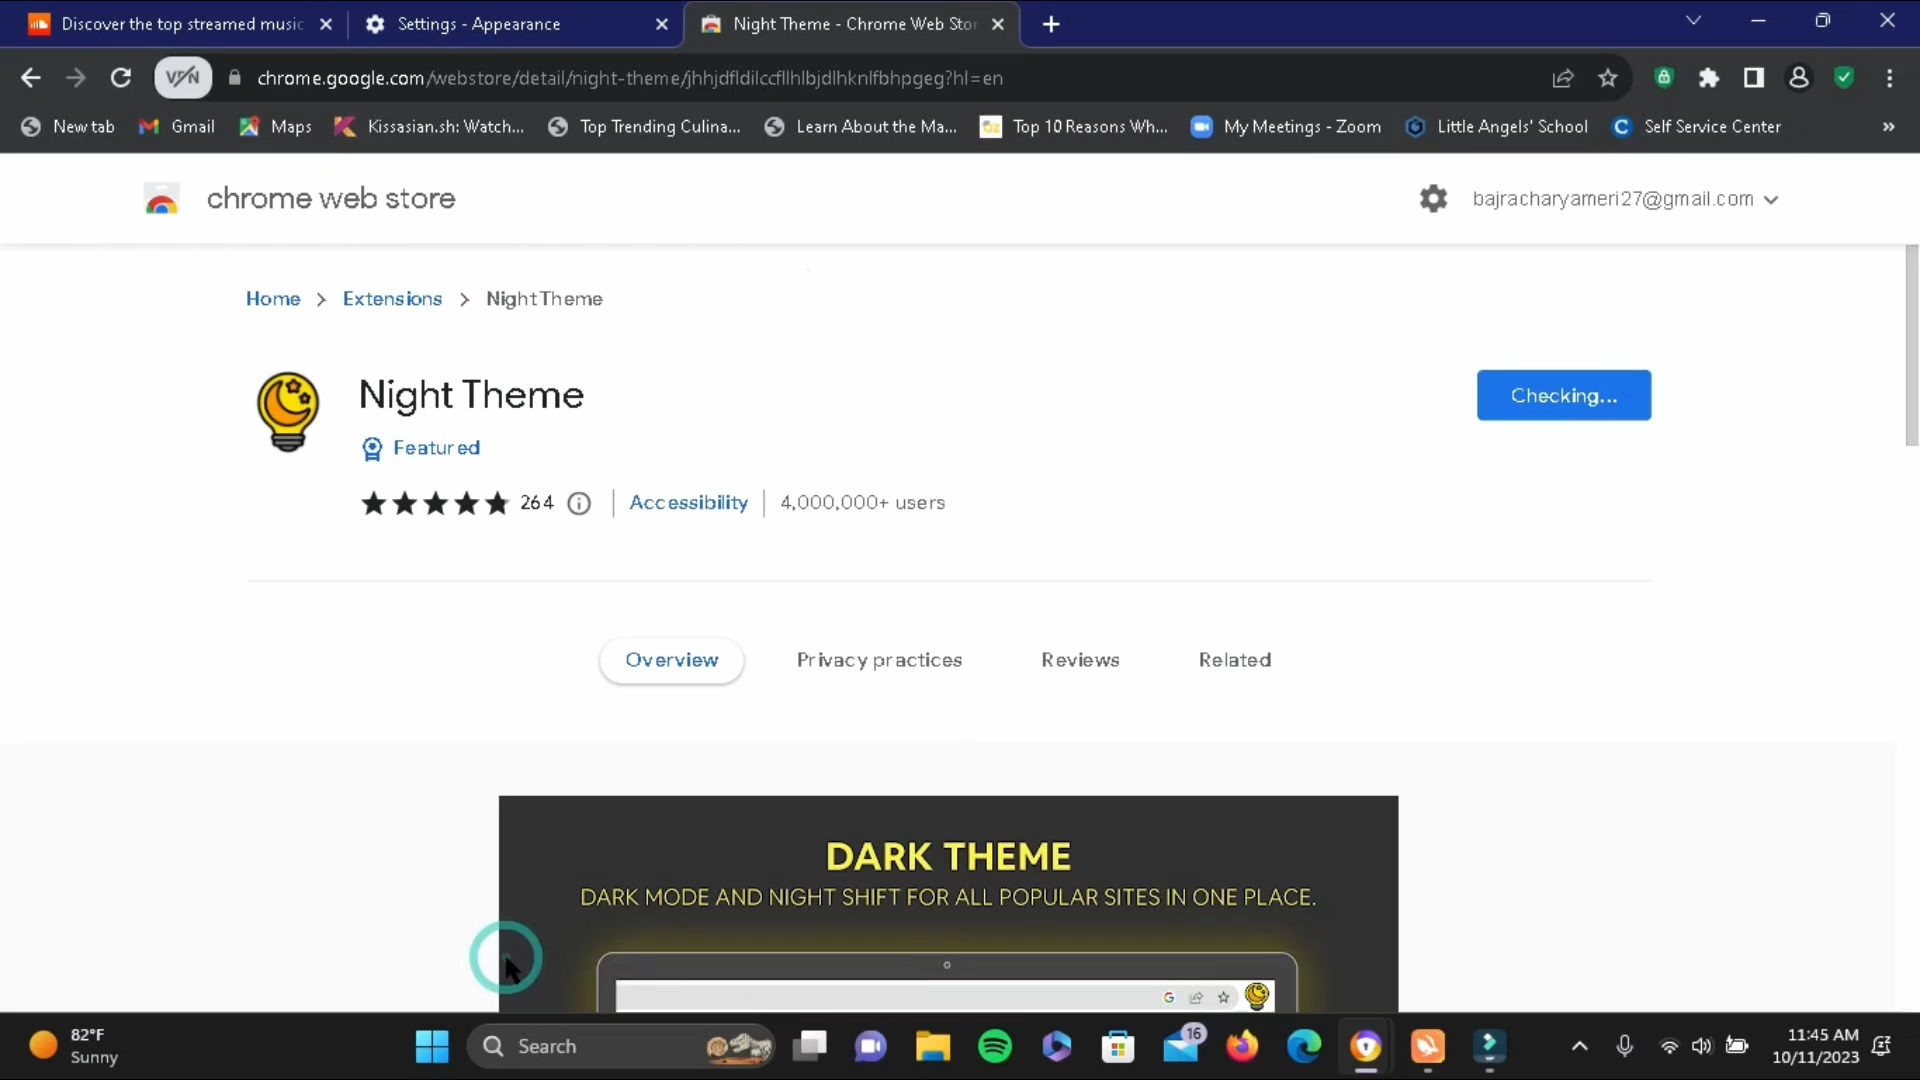 Discover the top streamed music
Settings - Appearance
Night Theme - Chrome Web Stor
VPN
chrome.google.com/webstore/detail/night-theme/jhhjdfldilccfllhlbjdlhknlfbhpgeg?hl=en
New tab
Gmail
Maps
Kissasian.sh: Watch...
Top Trending Culina...
Learn About the Ma...
Top 10 Reasons Wh...
My Meetings - Zoom
Little Angels' School
Self Service Center
chrome web store
bajracharyameri27@gmail.com
Home > Extensions > Night Theme
Night Theme
Checking...
Featured
264
Accessibility
4,000,000+ users
Overview
Privacy practices
Reviews
Related
DARK THEME
DARK MODE AND NIGHT SHIFT FOR ALL POPULAR SITES IN ONE PLACE.
82°F
Sunny
Search
16
11:45 AM
10/11/2023